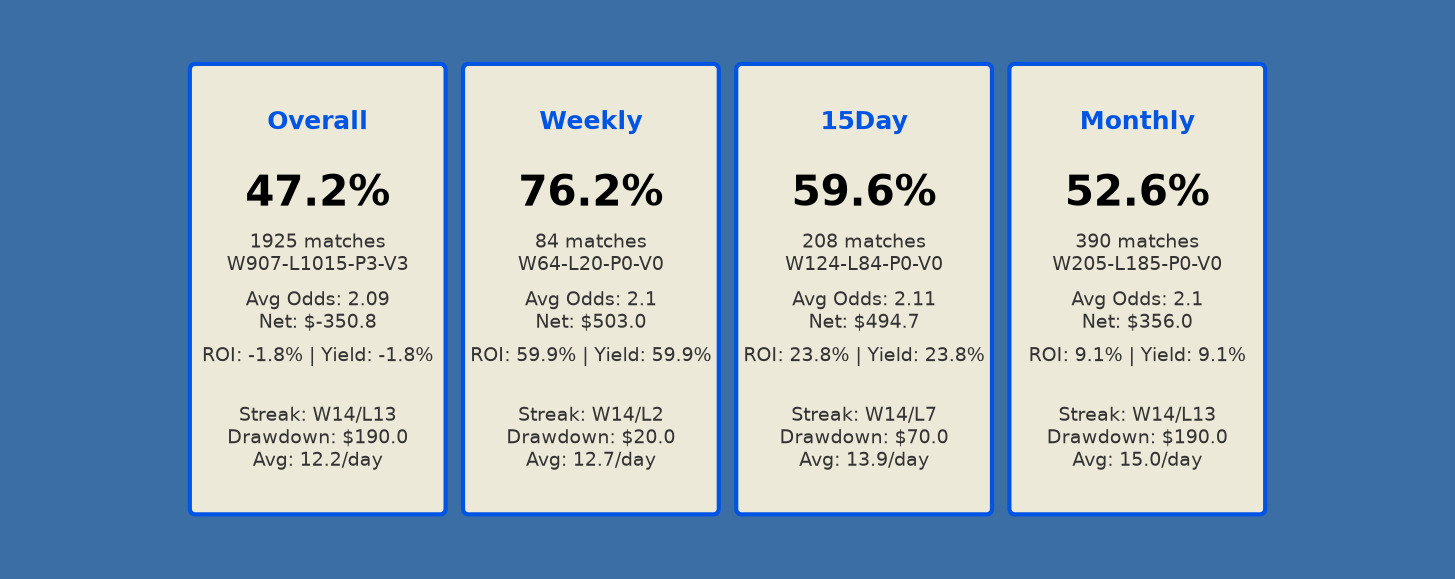 Overall
47.2%
1925 matches
W907-L1015-P3-V3
Avg Odds: 2.09
Net: $-350.8
ROI: -1.8% | Yield: -1.8%
Streak: W14/L13
Drawdown: $190.0
Avg: 12.2/day
Weekly
76.2%
84 matches
W64-L20-P0-V0
Avg Odds: 2.1
Net: $503.0
ROI: 59.9% | Yield: 59.9%
Streak: W14/L2
Drawdown: $20.0
Avg: 12.7/day
15Day
59.6%
208 matches
W124-L84-P0-V0
Avg Odds: 2.11
Net: $494.7
ROI: 23.8% | Yield: 23.8%
Streak: W14/L7
Drawdown: $70.0
Avg: 13.9/day
Monthly
52.6%
390 matches
W205-L185-P0-V0
Avg Odds: 2.1
Net: $356.0
ROI: 9.1% | Yield: 9.1%
Streak: W14/L13
Drawdown: $190.0
Avg: 15.0/day